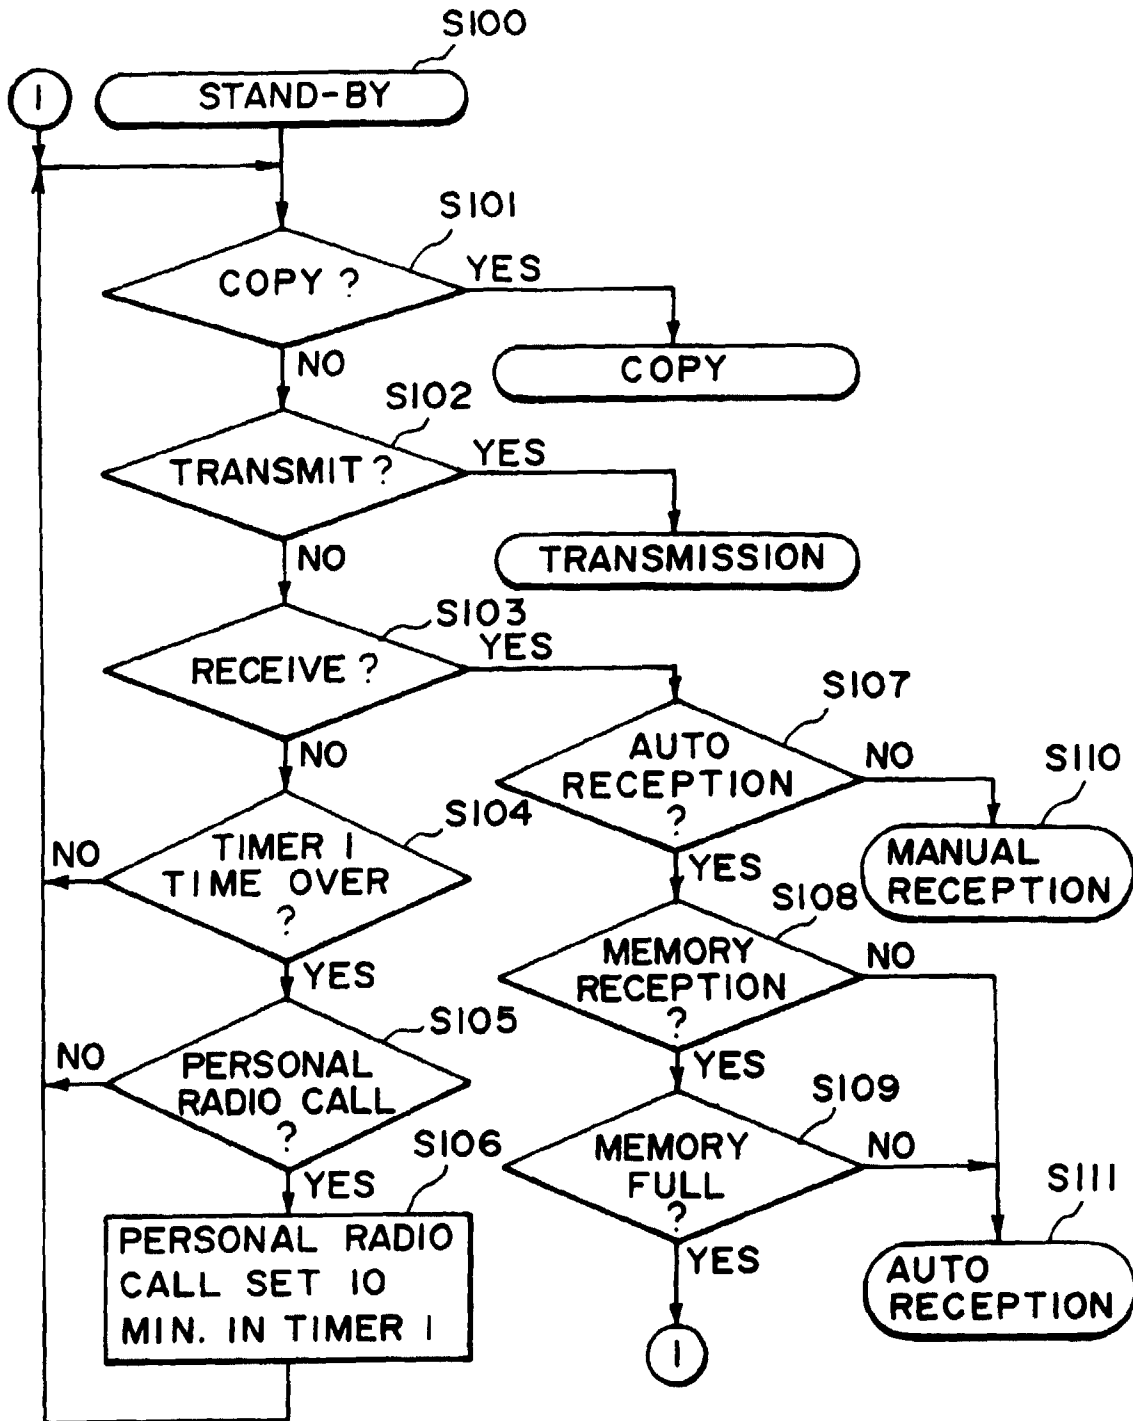 S100
1
STAND-BY
S101
COPY ?
YES
NO
COPY
S102
TRANSMIT ?
YES
NO
TRANSMISSION
S103
RECEIVE ?
YES
NO
S107
AUTO
RECEPTION
?
NO
YES
S110
MANUAL
RECEPTION
S104
TIMER 1
TIME OVER
?
NO
YES
S108
MEMORY
RECEPTION
?
NO
YES
S105
PERSONAL
RADIO CALL
?
NO
YES
S109
MEMORY
FULL
?
NO
YES
S106
PERSONAL RADIO
CALL SET 10
MIN. IN TIMER 1
S111
AUTO
RECEPTION
1